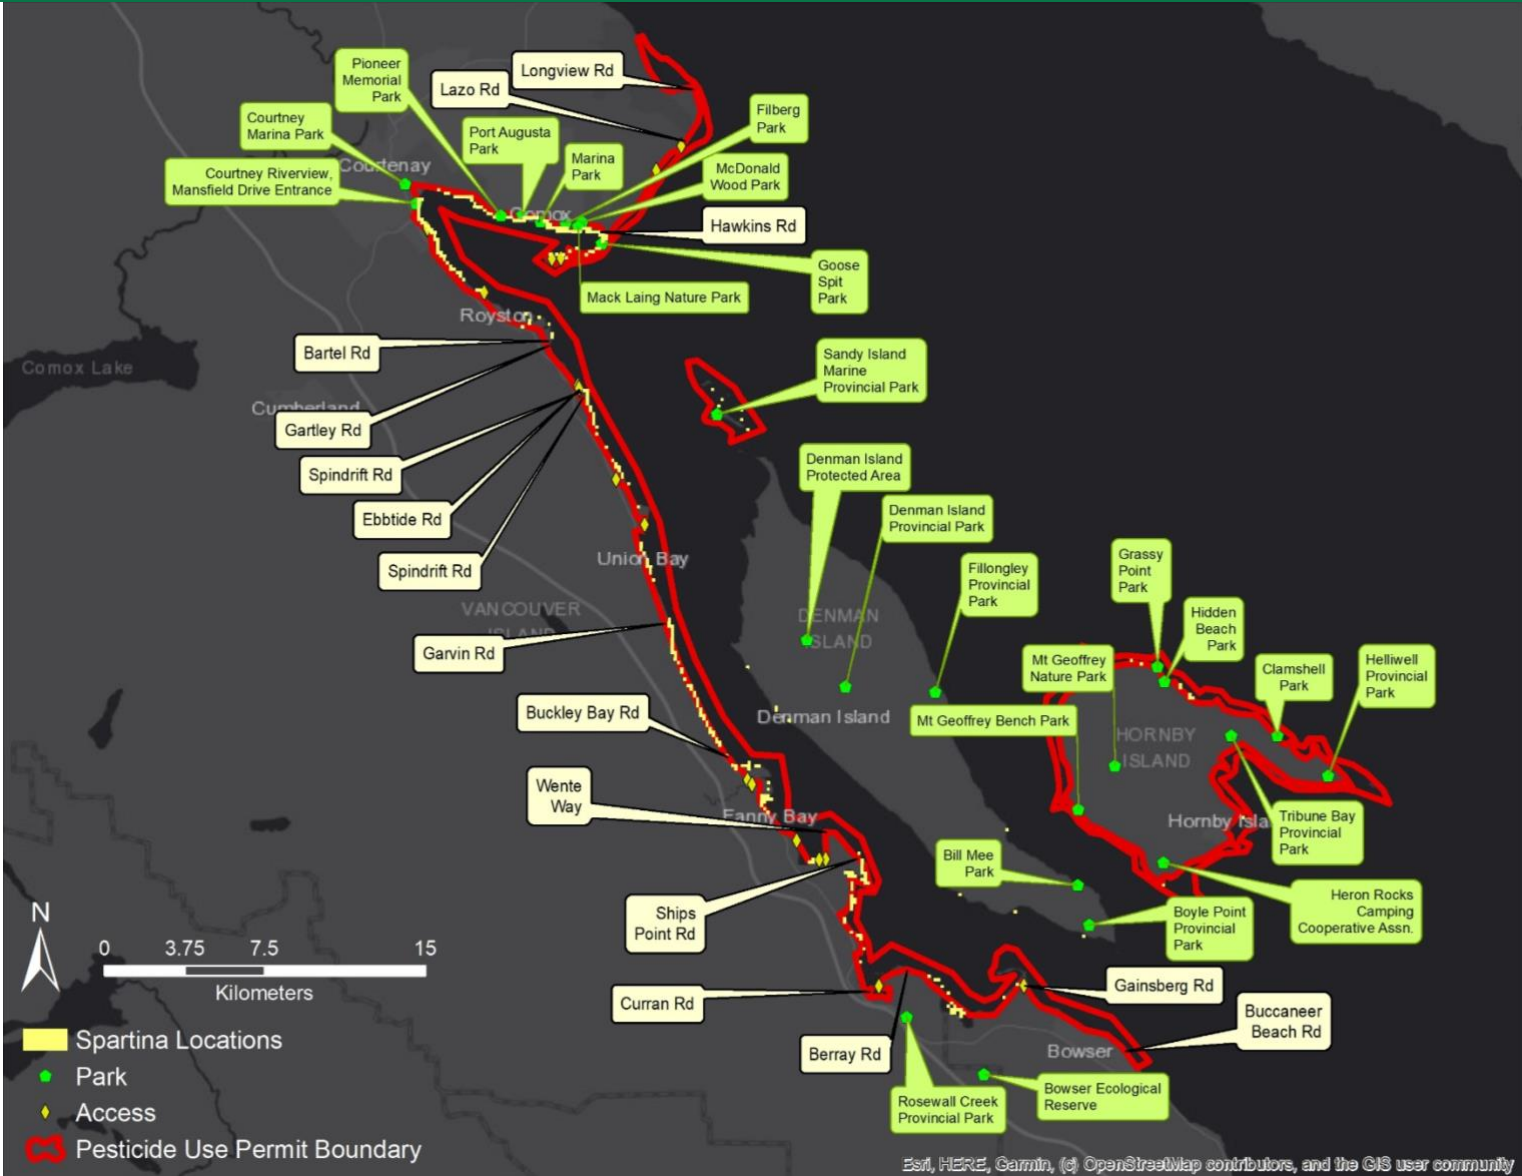 Longview Rd
Lazo Rd
Pioneer
Memorial
Park
Courtney
Marina Park
Port Augusta
Park
Marina
Park
Filberg
Park
McDonald
Wood Park
Courtenay
Courtney Riverview,
Mansfield Drive Entrance
Comox
Hawkins Rd
Goose
Spit
Park
Mack Laing Nature Park
Royston
Bartel Rd
Comox Lake
Cumberland
Gartley Rd
Sandy Island
Marine
Provincial Park
Spindrift Rd
Denman Island
Protected Area
Ebbtide Rd
Denman Island
Provincial Park
Spindrift Rd
Union Bay
Fillongley
Provincial
Park
Grassy
Point
Park
VANCOUVER
ISLAND
DENMAN
ISLAND
Hidden
Beach
Park
Garvin Rd
Mt Geoffrey
Nature Park
Clamshell
Park
Helliwell
Provincial
Park
Buckley Bay Rd
Denman Island
Mt Geoffrey Bench Park
HORNBY
ISLAND
Wente
Way
Fanny Bay
Hornby Isla
Tribune Bay
Provincial
Park
Bill Mee
Park
Heron Rocks
Camping
Cooperative Assn.
Ships
Point Rd
Boyle Point
Provincial
Park
N
0 3.75 7.5 15
Kilometers
Curran Rd
Gainsberg Rd
Buccaneer
Beach Rd
Berray Rd
Bowser
Rosewall Creek
Provincial Park
Bowser Ecological
Reserve
Spartina Locations
Park
Access
Pesticide Use Permit Boundary
Esri, HERE, Garmin, (c) OpenStreetMap contributors, and the GIS user community